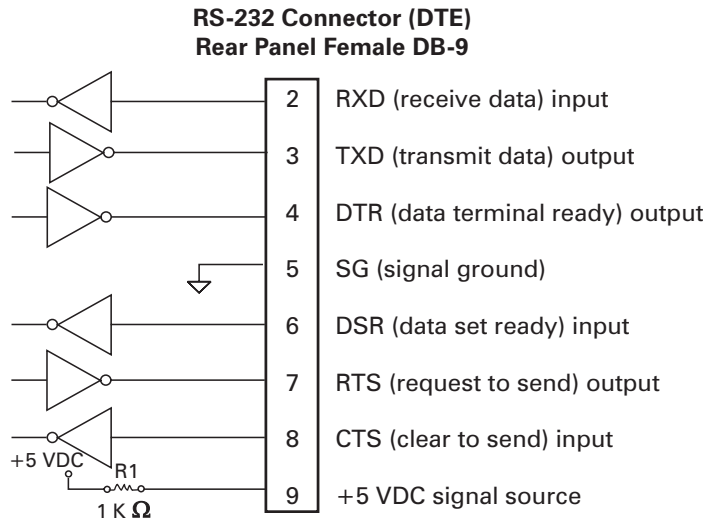 RS-232 Connector (DTE)
Rear Panel Female DB-9
2 RXD (receive data) input
3 TXD (transmit data) output
4 DTR (data terminal ready) output
5 SG (signal ground)
6 DSR (data set ready) input
7 RTS (request to send) output
8 CTS (clear to send) input
+5 VDC
R1
1 K Ω
9 +5 VDC signal source